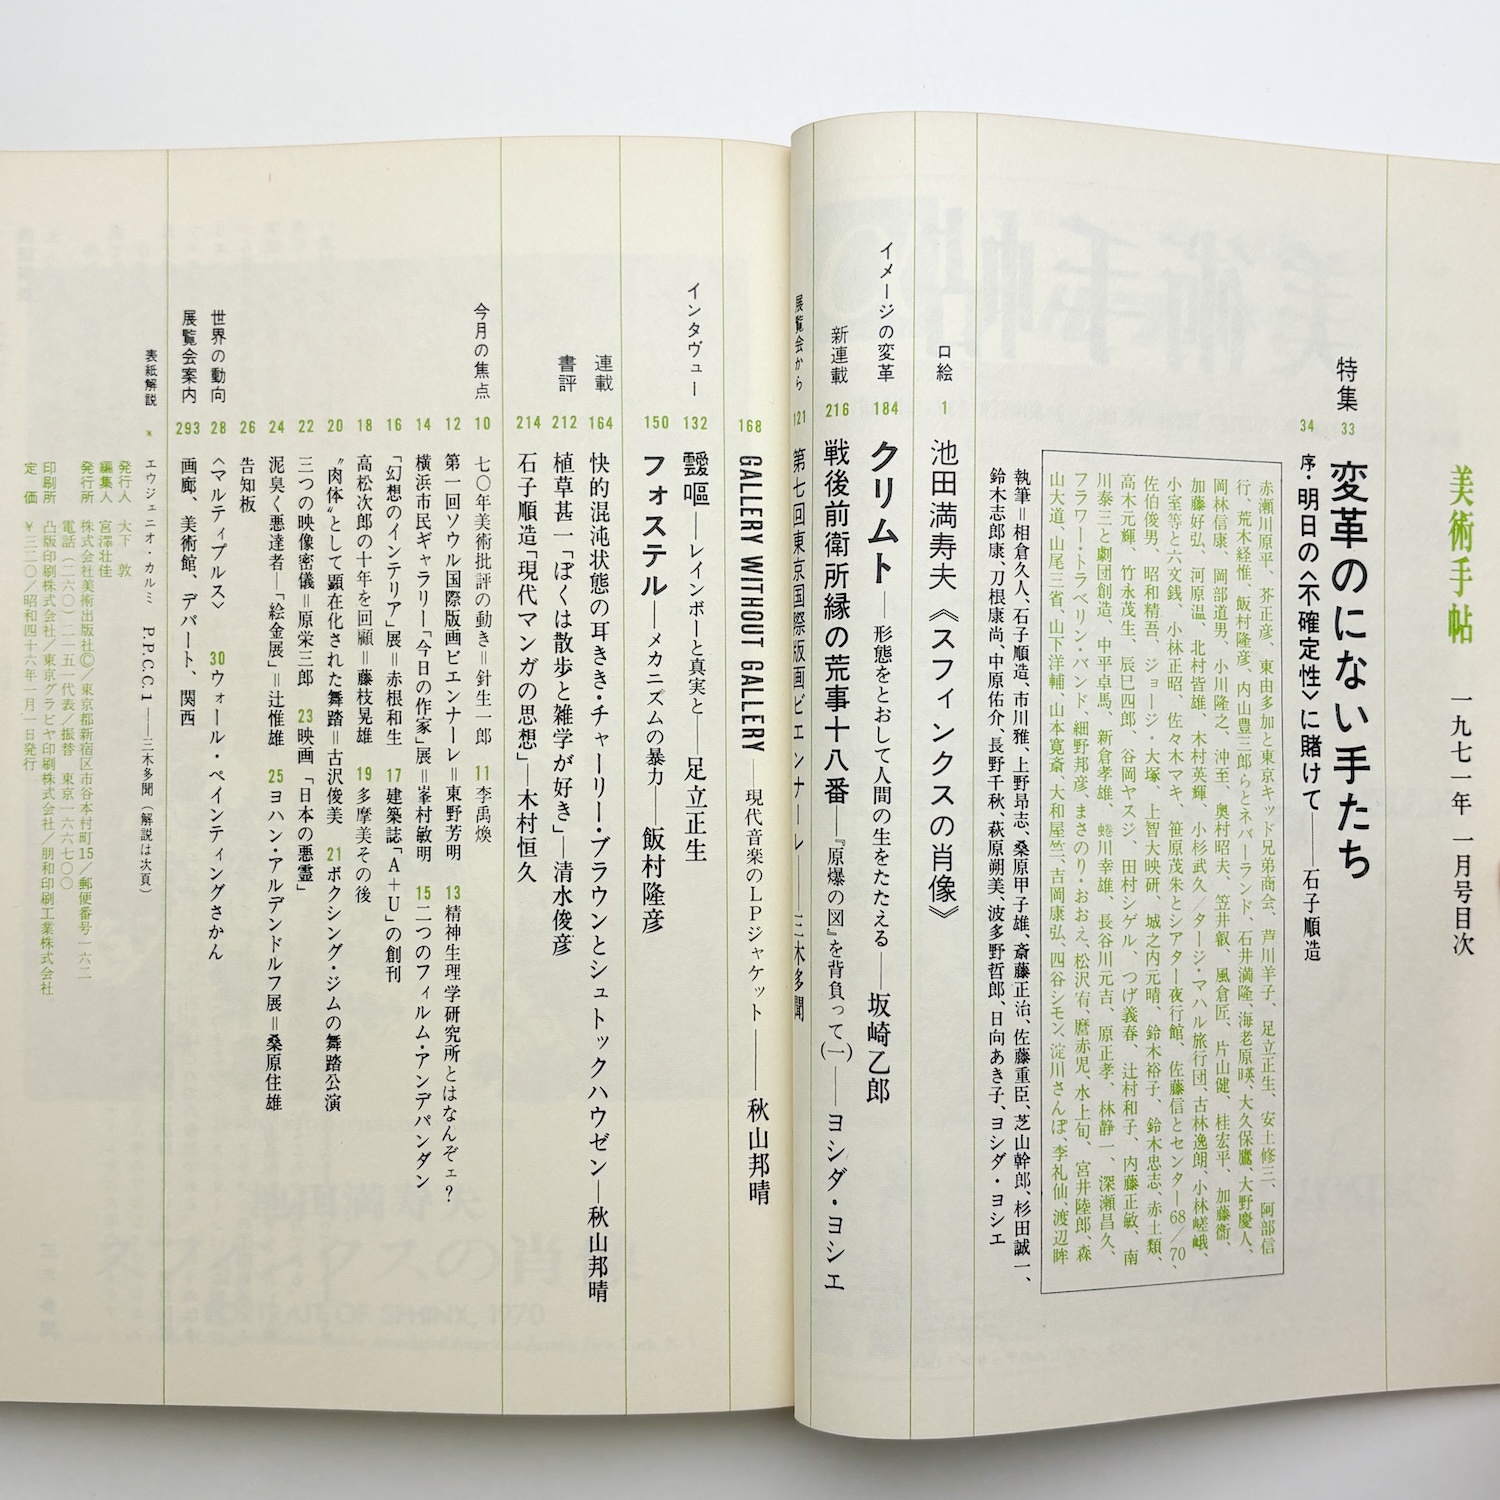 美術手帖 一九七一年 一月号目次
特集 33 変革のにない手たち
34 序・明日の〈不確定性〉に賭けて——石子順造
赤瀬川原平、芥正彦、東由多加と東京キッド兄弟商会、芦川羊子、足立正生、安土修三、阿部信
行、荒木経惟、飯村隆彦、内山豊三郎らとネバーランド、石井満隆、海老原暎、大久保鷹、大野慶人、
岡林信康、岡部道男、小川隆之、沖至、奥村昭夫、笠井叡、風倉匠、片山健、桂宏平、加藤衞、
加藤好弘、河原温、北村皆雄、木村英輝、小杉武久／タージ・マハル旅行団、古林逸朗、小林嵯峨、
小室等と六文銭、小林正昭、佐々木マキ、笹原茂朱とシアター夜行館、佐藤信とセンター68／70、
佐伯俊男、昭和精吾、ジョージ・大塚、上智大映研、城之内元晴、鈴木裕子、鈴木忠志、赤土類、
高木元輝、竹永茂生、辰巳四郎、谷岡ヤスジ、田村シゲル、つげ義春、辻村和子、内藤正敏、南
川泰三と劇団創造、中平卓馬、新倉孝雄、蜷川幸雄、長谷川元吉、原正孝、林静一、深瀬昌久、
フラワー・トラベリン・バンド、細野邦彦、まさのり・おおえ、松沢宥、麿赤児、水上旬、宮井陸郎、森
山大道、山尾三省、山下洋輔、山本寛斎、大和屋竺、吉岡康弘、四谷シモン、淀川さんぽ、李礼仙、渡辺眸
執筆＝相倉久人、石子順造、市川雅、上野昂志、桑原甲子雄、斎藤正治、佐藤重臣、芝山幹郎、杉田誠一、
鈴木志郎康、刀根康尚、中原佑介、長野千秋、萩原朔美、波多野哲郎、日向あき子、ヨシダ・ヨシエ
口絵 1 池田満寿夫《スフィンクスの肖像》
イメージの変革 184 クリムト——形態をとおして人間の生をたたえる——坂崎乙郎
新連載 216 戦後前衛所縁の荒事十八番——『原爆の図』を背負って(一)——ヨシダ・ヨシエ
展覧会から 121 第七回東京国際版画ビエンナーレ——三木多聞
168 GALLERY WITHOUT GALLERY——現代音楽のLPジャケット——秋山邦晴
インタヴュー 132 靉嘔——レインボーと真実と——足立正生
150 フォステル——メカニズムの暴力——飯村隆彦
連載 164 快的混沌状態の耳きき・チャーリー・ブラウンとシュトックハウゼン——秋山邦晴
書評 212 植草甚一「ぼくは散歩と雑学が好き」——清水俊彦
214 石子順造「現代マンガの思想」——木村恒久
今月の焦点 10 七〇年美術批評の動き＝針生一郎 11 李禹煥
12 第一回ソウル国際版画ビエンナーレ＝東野芳明 13 精神生理学研究所とはなんぞェ？
14 横浜市民ギャラリー「今日の作家」展＝峯村敏明 15 二つのフィルム・アンデパンダン
16 「幻想のインテリア」展＝赤根和生 17 建築誌「A＋U」の創刊
18 高松次郎の十年を回顧＝藤枝晃雄 19 多摩美その後
20 〝肉体〟として顕在化された舞踏＝古沢俊美 21 ボクシング・ジムの舞踏公演
22 三つの映像密儀＝原栄三郎 23 映画「日本の悪霊」
24 泥臭く悪達者——「絵金展」＝辻惟雄 25 ヨハン・アルデンドルフ展＝桑原住雄
26 告知板
世界の動向 28 〈マルティプルス〉 30 ウォール・ペインティングさかん
展覧会案内 293 画廊、美術館、デパート、関西
表紙解説 * エウジェニオ・カルミ P.P.C.C.1——三木多聞（解説は次頁）
発行人 大下 敦
編集人 宮澤壮佳
発行所 株式会社美術出版社©／東京都新宿区市谷本村町15／郵便番号一六二
電話（二六〇）二一五一代表／振替 東京一六六七〇〇
印刷所 凸版印刷株式会社／東京グラビヤ印刷株式会社／朋和印刷工業株式会社
定 価 ￥三二〇／昭和四十六年一月一日発行